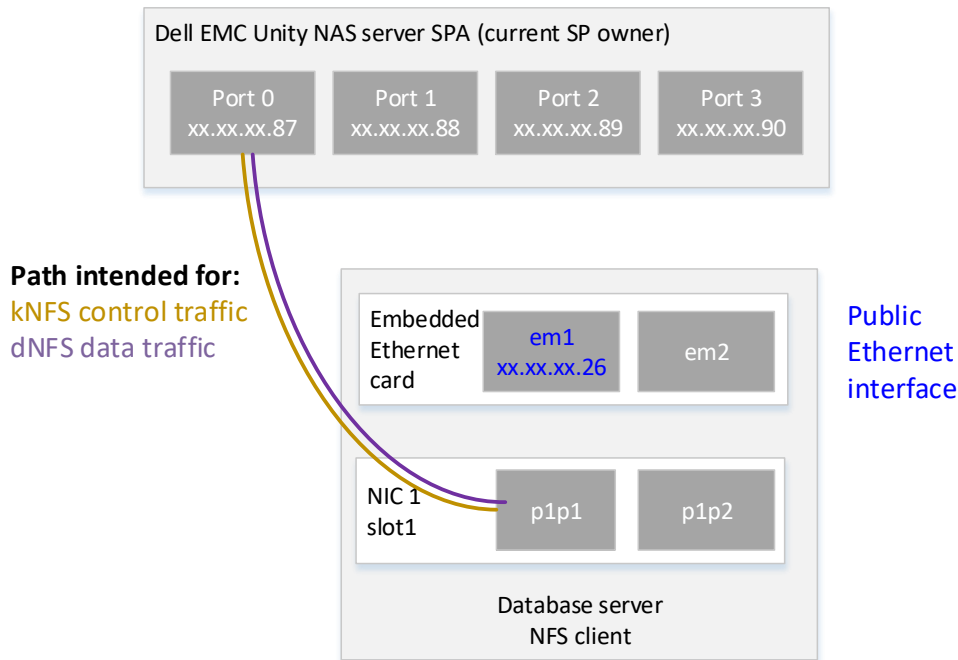 Dell EMC Unity NAS server SPA (current SP owner)
Port 0
xx.xx.xx.87
Port 1
xx.xx.xx.88
Port 2
xx.xx.xx.89
Port 3
xx.xx.xx.90
Path intended for:
kNFS control traffic
dNFS data traffic
Embedded
Ethernet
card
em1
xx.xx.xx.26
em2
Public
Ethernet
interface
NIC 1
slot1
p1p1
p1p2
Database server
NFS client